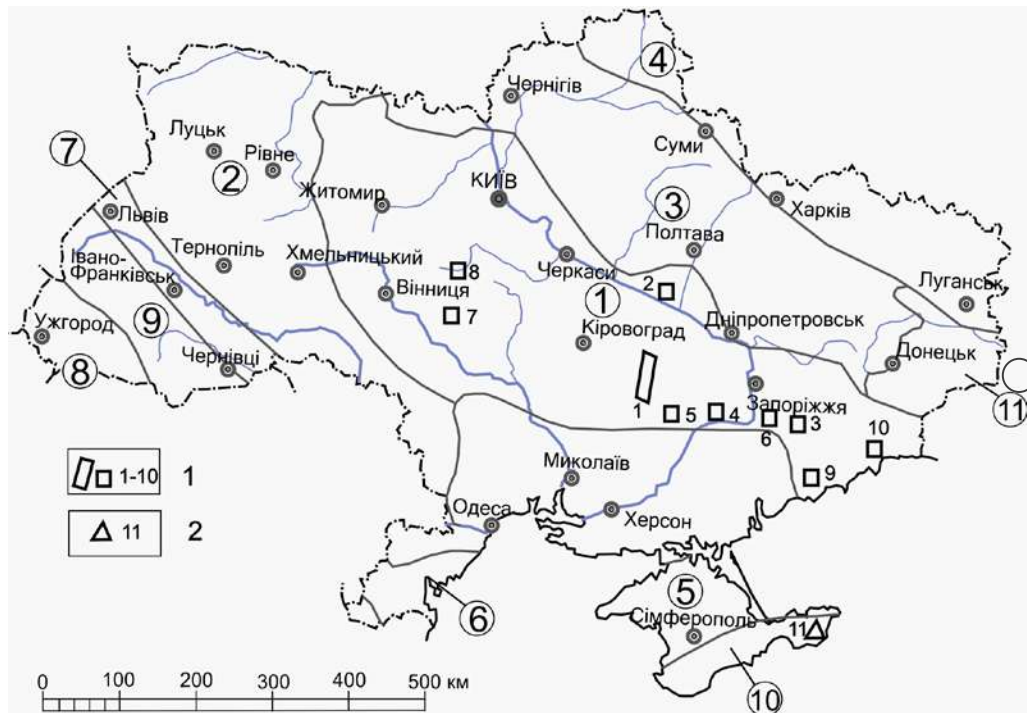 4
Чернігів
Суми
Луцьк
2
Рівне
7
Житомир
КИЇВ
3
Харків
Львів
Полтава
Тернопіль
Хмельницький
Черкаси
Івано-
Франківськ
8
Вінниця
2
1
Луганськ
7
Кіровоград
Дніпропетровськ
Ужгород
9
Донецьк
8
Чернівці
11
1
5
4
Запоріжжя
6
3
10
1-10 1
Миколаїв
9
11 2
Одеса
Херсон
6
5
Сімферополь
11
10
0 100 200 300 400 500 км